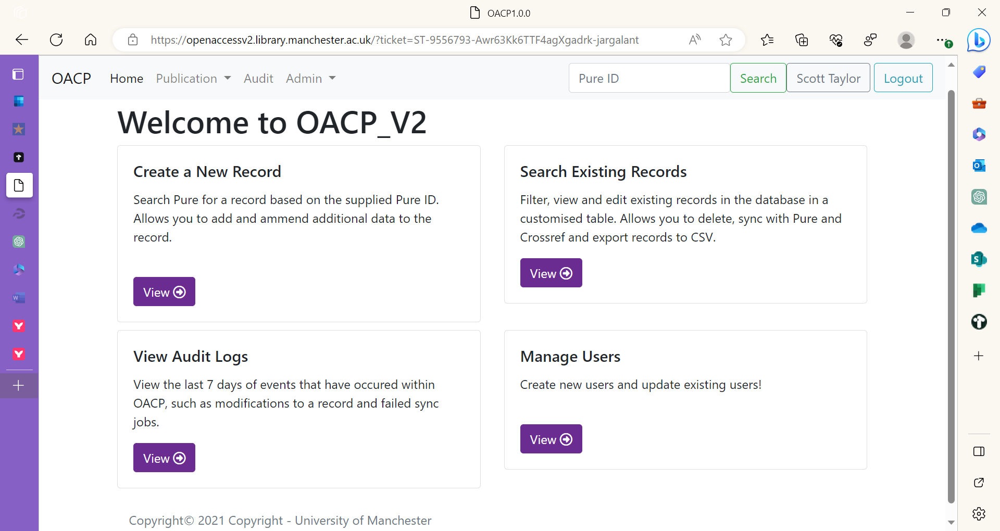 OACP1.0.0
https://openaccessv2.library.manchester.ac.uk/?ticket=ST-9556793-Awr63Kk6TTF4agXgadrk-jargalant
OACP Home Publication Audit Admin Pure ID Search Scott Taylor Logout
Welcome to OACP_V2
Create a New Record
Search Pure for a record based on the supplied Pure ID.
Allows you to add and ammend additional data to the
record.
View
Search Existing Records
Filter, view and edit existing records in the database in a
customised table. Allows you to delete, sync with Pure and
Crossref and export records to CSV.
View
View Audit Logs
View the last 7 days of events that have occured within
OACP, such as modifications to a record and failed sync
jobs.
View
Manage Users
Create new users and update existing users!
View
Copyright© 2021 Copyright - University of Manchester